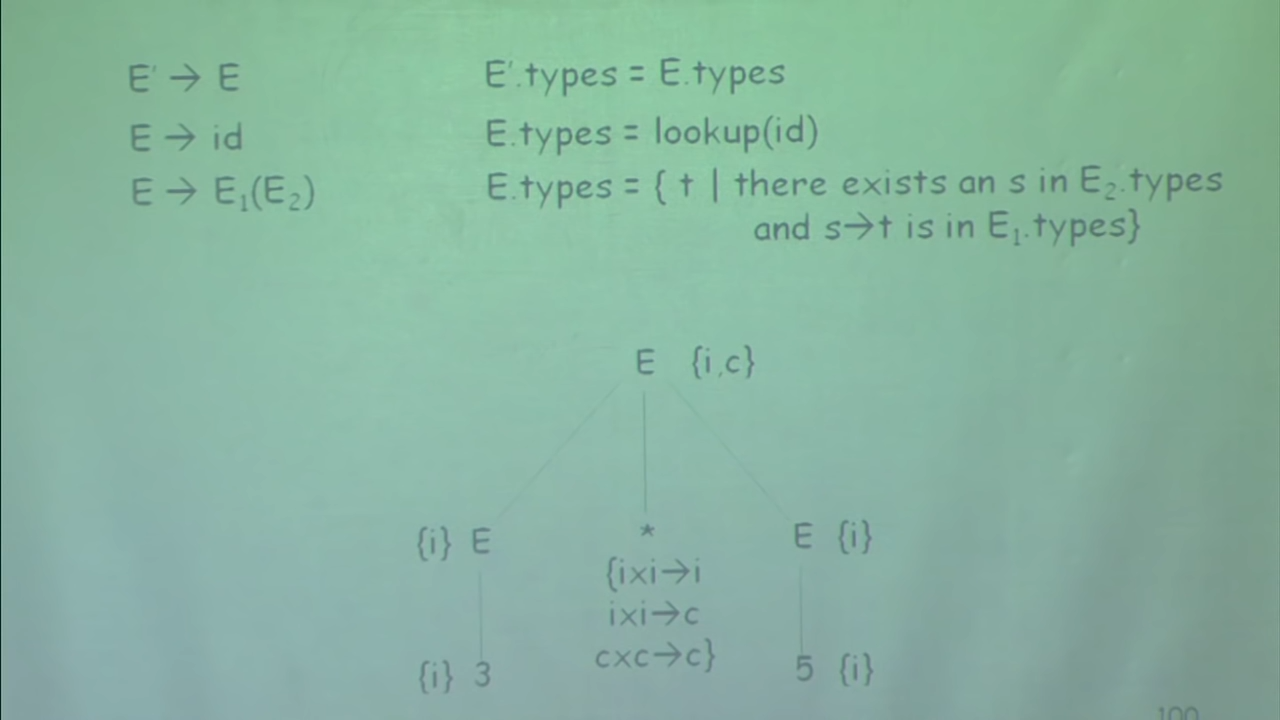 E' → E    E'.types = E.types
E → id    E.types = lookup(id)
E → E₁(E₂)    E.types = { t | there exists an s in E₂.types
and s→t is in E₁.types}
E {i,c}
{i} E    *    E {i}
{ixi→i
ixi→c
cxc→c}
{i} 3    5 {i}
100